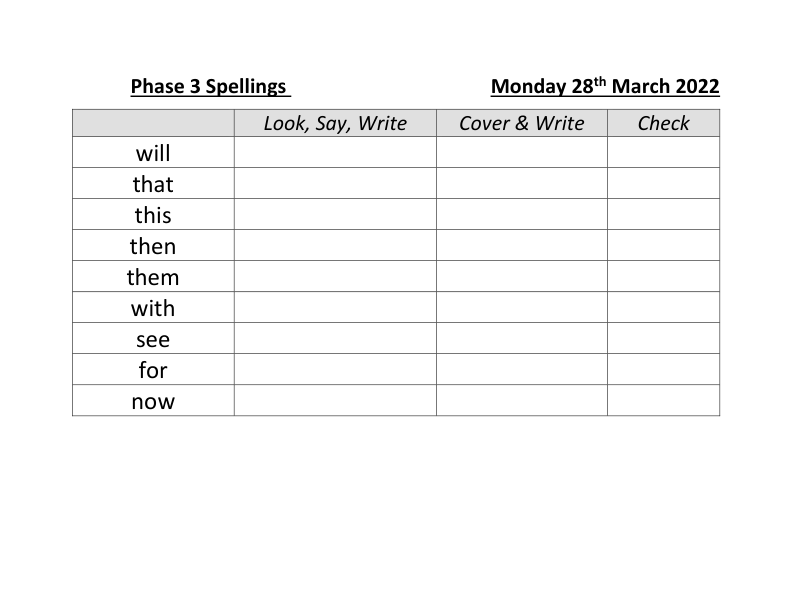 Phase 3 Spellings Monday 28th March 2022
Look, Say, Write Cover & Write Check
will
that
this
then
them
with
see
for
now